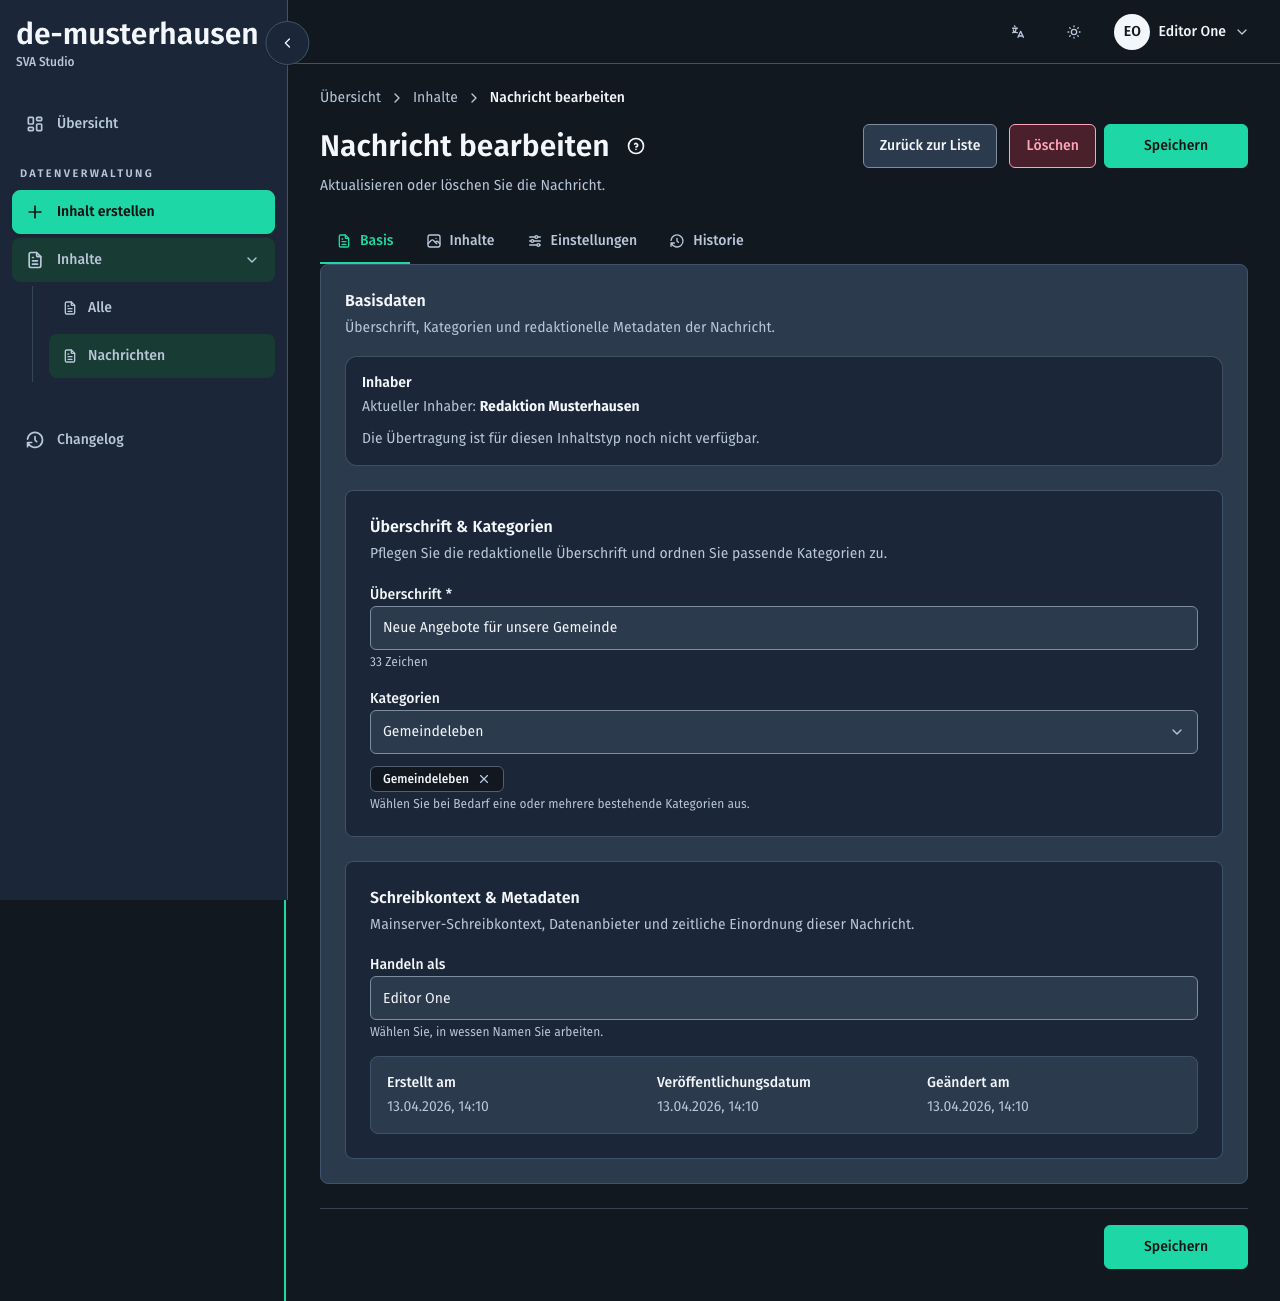 de-musterhausen
SVA Studio
Übersicht
DATENVERWALTUNG
Inhalt erstellen
Inhalte
Alle
Nachrichten
Changelog
EO Editor One
Übersicht Inhalte Nachricht bearbeiten
Nachricht bearbeiten
Zurück zur Liste Löschen Speichern
Aktualisieren oder löschen Sie die Nachricht.
Basis Inhalte Einstellungen Historie
Basisdaten
Überschrift, Kategorien und redaktionelle Metadaten der Nachricht.
Inhaber
Aktueller Inhaber: Redaktion Musterhausen
Die Übertragung ist für diesen Inhaltstyp noch nicht verfügbar.
Überschrift & Kategorien
Pflegen Sie die redaktionelle Überschrift und ordnen Sie passende Kategorien zu.
Überschrift *
Neue Angebote für unsere Gemeinde
33 Zeichen
Kategorien
Gemeindeleben
Gemeindeleben
Wählen Sie bei Bedarf eine oder mehrere bestehende Kategorien aus.
Schreibkontext & Metadaten
Mainserver-Schreibkontext, Datenanbieter und zeitliche Einordnung dieser Nachricht.
Handeln als
Editor One
Wählen Sie, in wessen Namen Sie arbeiten.
Erstellt am Veröffentlichungsdatum Geändert am
13.04.2026, 14:10 13.04.2026, 14:10 13.04.2026, 14:10
Speichern